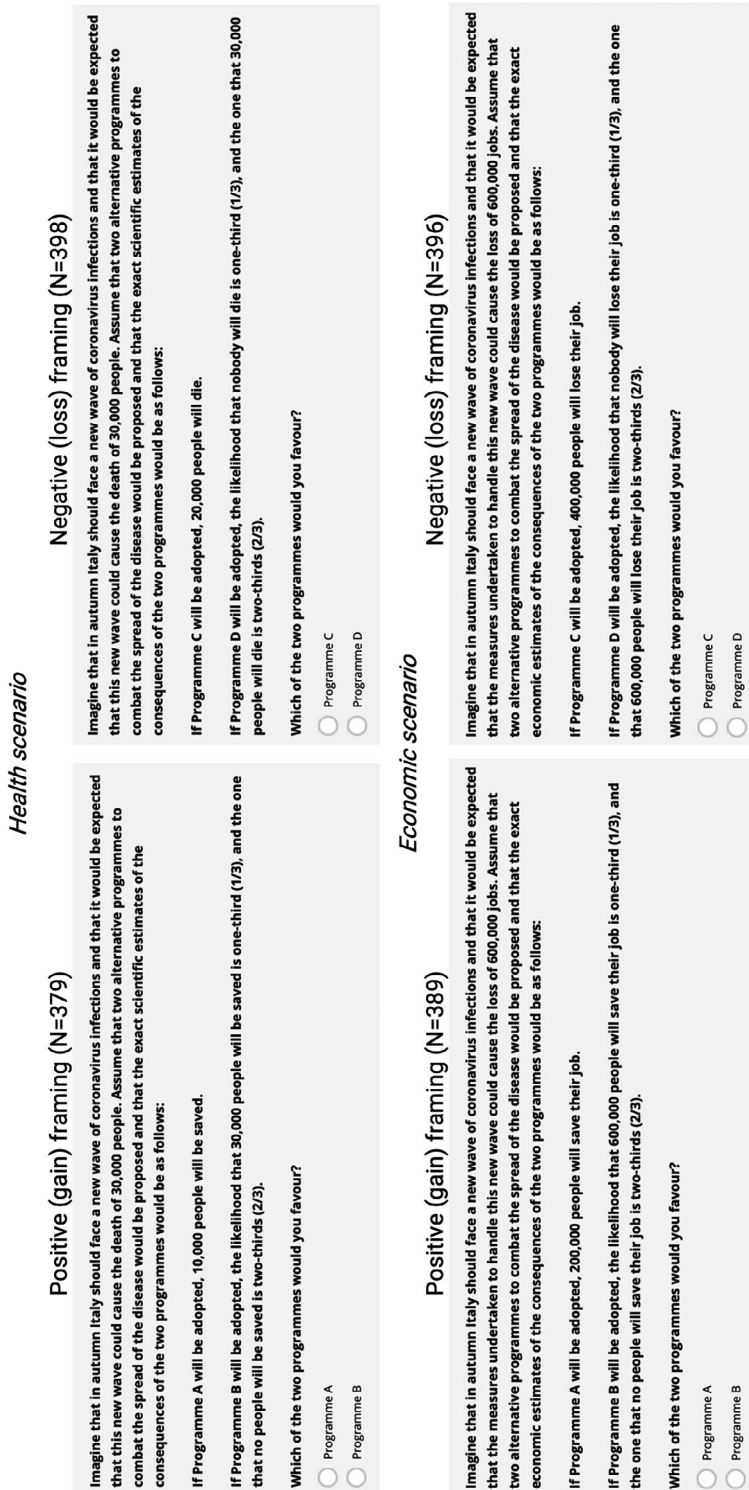 Health scenario
Positive (gain) framing (N=379)
Imagine that in autumn Italy should face a new wave of coronavirus infections and that it would be expected
that this new wave could cause the death of 30,000 people. Assume that two alternative programmes to
combat the spread of the disease would be proposed and that the exact scientific estimates of the
consequences of the two programmes would be as follows:
If Programme A will be adopted, 10,000 people will be saved.
If Programme B will be adopted, the likelihood that 30,000 people will be saved is one-third (1/3), and the one
that no people will be saved is two-thirds (2/3).
Which of the two programmes would you favour?
Programme A
Programme B
Negative (loss) framing (N=398)
Imagine that in autumn Italy should face a new wave of coronavirus infections and that it would be expected
that this new wave could cause the death of 30,000 people. Assume that two alternative programmes to
combat the spread of the disease would be proposed and that the exact scientific estimates of the
consequences of the two programmes would be as follows:
If Programme C will be adopted, 20,000 people will die.
If Programme D will be adopted, the likelihood that nobody will die is one-third (1/3), and the one that 30,000
people will die is two-thirds (2/3).
Which of the two programmes would you favour?
Programme C
Programme D
Economic scenario
Positive (gain) framing (N=389)
Imagine that in autumn Italy should face a new wave of coronavirus infections and that it would be expected
that the measures undertaken to handle this new wave could cause the loss of 600,000 jobs. Assume that
two alternative programmes to combat the spread of the disease would be proposed and that the exact
economic estimates of the consequences of the two programmes would be as follows:
If Programme A will be adopted, 200,000 people will save their job.
If Programme B will be adopted, the likelihood that 600,000 people will save their job is one-third (1/3), and
the one that no people will save their job is two-thirds (2/3).
Which of the two programmes would you favour?
Programme A
Programme B
Negative (loss) framing (N=396)
Imagine that in autumn Italy should face a new wave of coronavirus infections and that it would be expected
that the measures undertaken to handle this new wave could cause the loss of 600,000 jobs. Assume that
two alternative programmes to combat the spread of the disease would be proposed and that the exact
economic estimates of the consequences of the two programmes would be as follows:
If Programme C will be adopted, 400,000 people will lose their job.
If Programme D will be adopted, the likelihood that nobody will lose their job is one-third (1/3), and the one
that 600,000 people will lose their job is two-thirds (2/3).
Which of the two programmes would you favour?
Programme C
Programme D